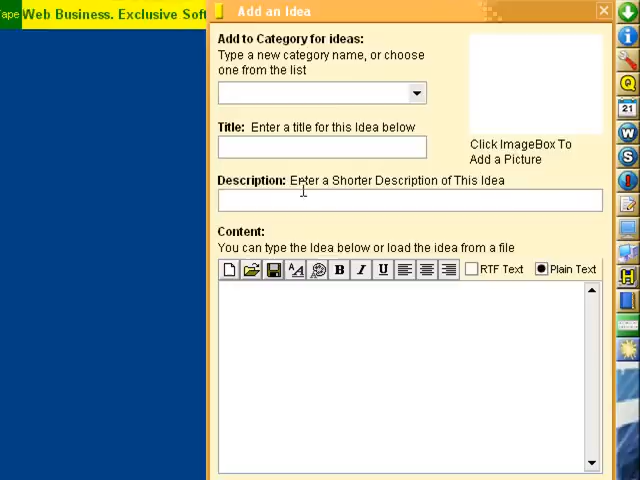 Tape
Web Business. Exclusive Soft
Add an Idea
Add to Category for ideas:
Type a new category name, or choose
one from the list
Title: Enter a title for this Idea below
Click ImageBox To
Add a Picture
Description: Enter a Shorter Description of This Idea
Content:
You can type the Idea below or load the idea from a file
B I U RTF Text Plain Text
21
W
S
H